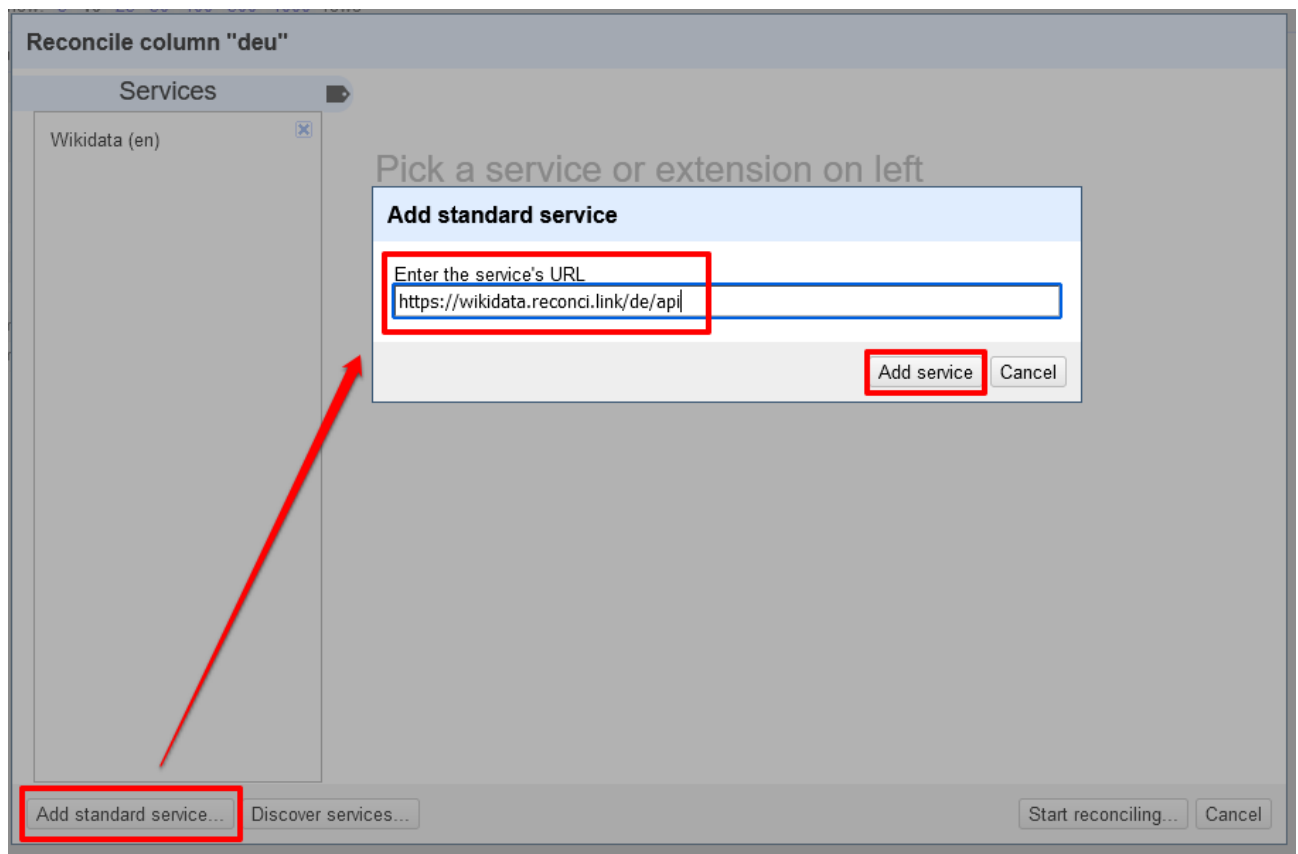 Reconcile column "deu"
Services
Wikidata (en)
Pick a service or extension on left
Add standard service
Enter the service's URL
https://wikidata.reconci.link/de/api
Add service Cancel
Add standard service... Discover services... Start reconciling... Cancel